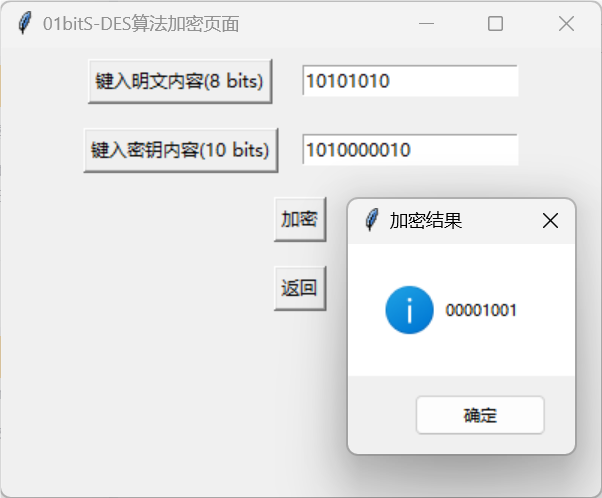 01bitS-DES算法加密页面
键入明文内容(8 bits)
10101010
键入密钥内容(10 bits)
1010000010
加密
返回
加密结果
00001001
确定